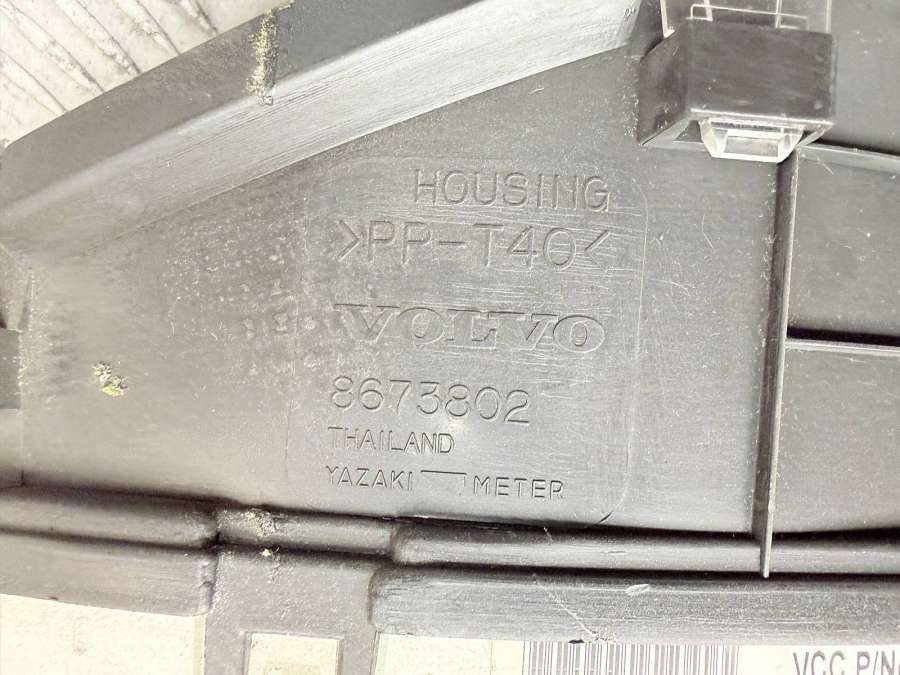 HOUSING
>PP-T40<
VOLVO
8673802
THAILAND
YAZAKI METER
VCC P/N